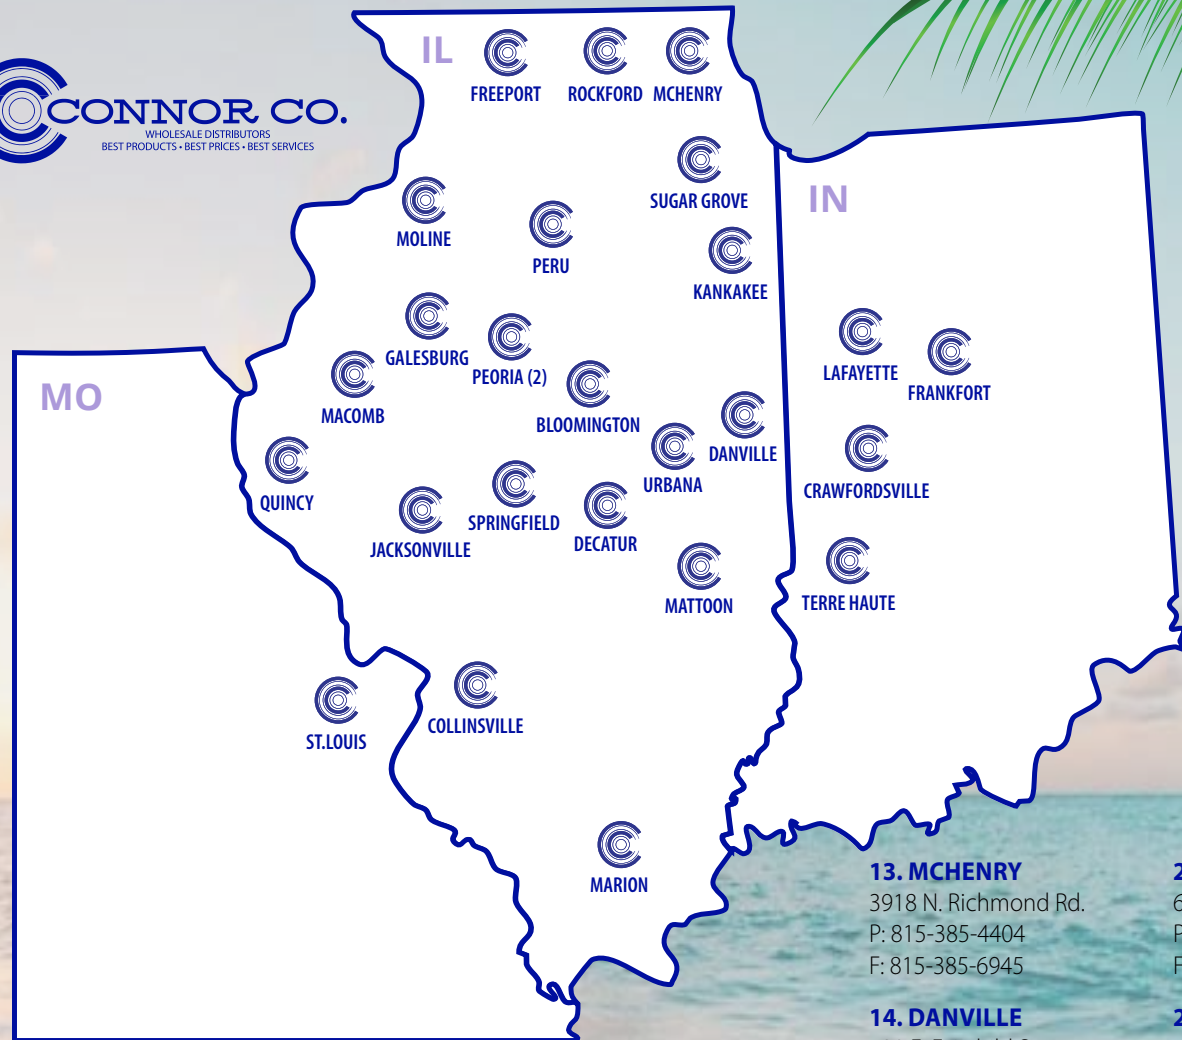 CONNOR CO.
WHOLESALE DISTRIBUTORS
BEST PRODUCTS • BEST PRICES • BEST SERVICES
IL
FREEPORT
ROCKFORD
MCHENRY
SUGAR GROVE
MOLINE
PERU
KANKAKEE
IN
GALESBURG
PEORIA (2)
MACOMB
BLOOMINGTON
LAFAYETTE
FRANKFORT
MO
DANVILLE
URBANA
QUINCY
SPRINGFIELD
CRAWFORDSVILLE
JACKSONVILLE
DECATUR
MATTOON
TERRE HAUTE
ST.LOUIS
COLLINSVILLE
MARION
13. MCHENRY
3918 N. Richmond Rd.
P: 815-385-4404
F: 815-385-6945
14. DANVILLE